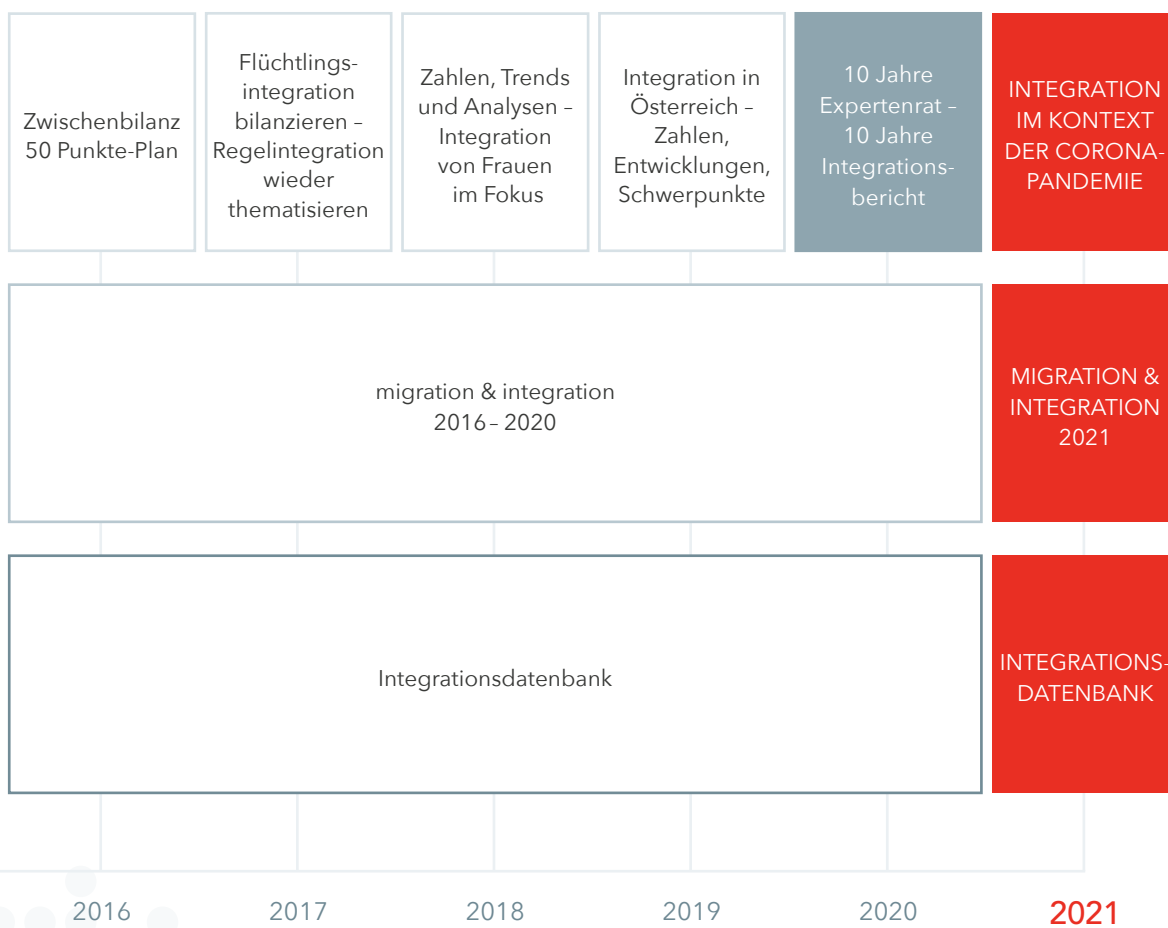 Zwischenbilanz
50 Punkte-Plan
Flüchtlings-
integration
bilanzieren –
Regelintegration
wieder
thematisieren
Zahlen, Trends
und Analysen –
Integration
von Frauen
im Fokus
Integration in
Österreich –
Zahlen,
Entwicklungen,
Schwerpunkte
10 Jahre
Expertenrat –
10 Jahre
Integrations-
bericht
INTEGRATION
IM KONTEXT
DER CORONA-
PANDEMIE
migration & integration
2016 – 2020
MIGRATION &
INTEGRATION
2021
Integrationsdatenbank
INTEGRATIONS-
DATENBANK
2016
2017
2018
2019
2020
2021